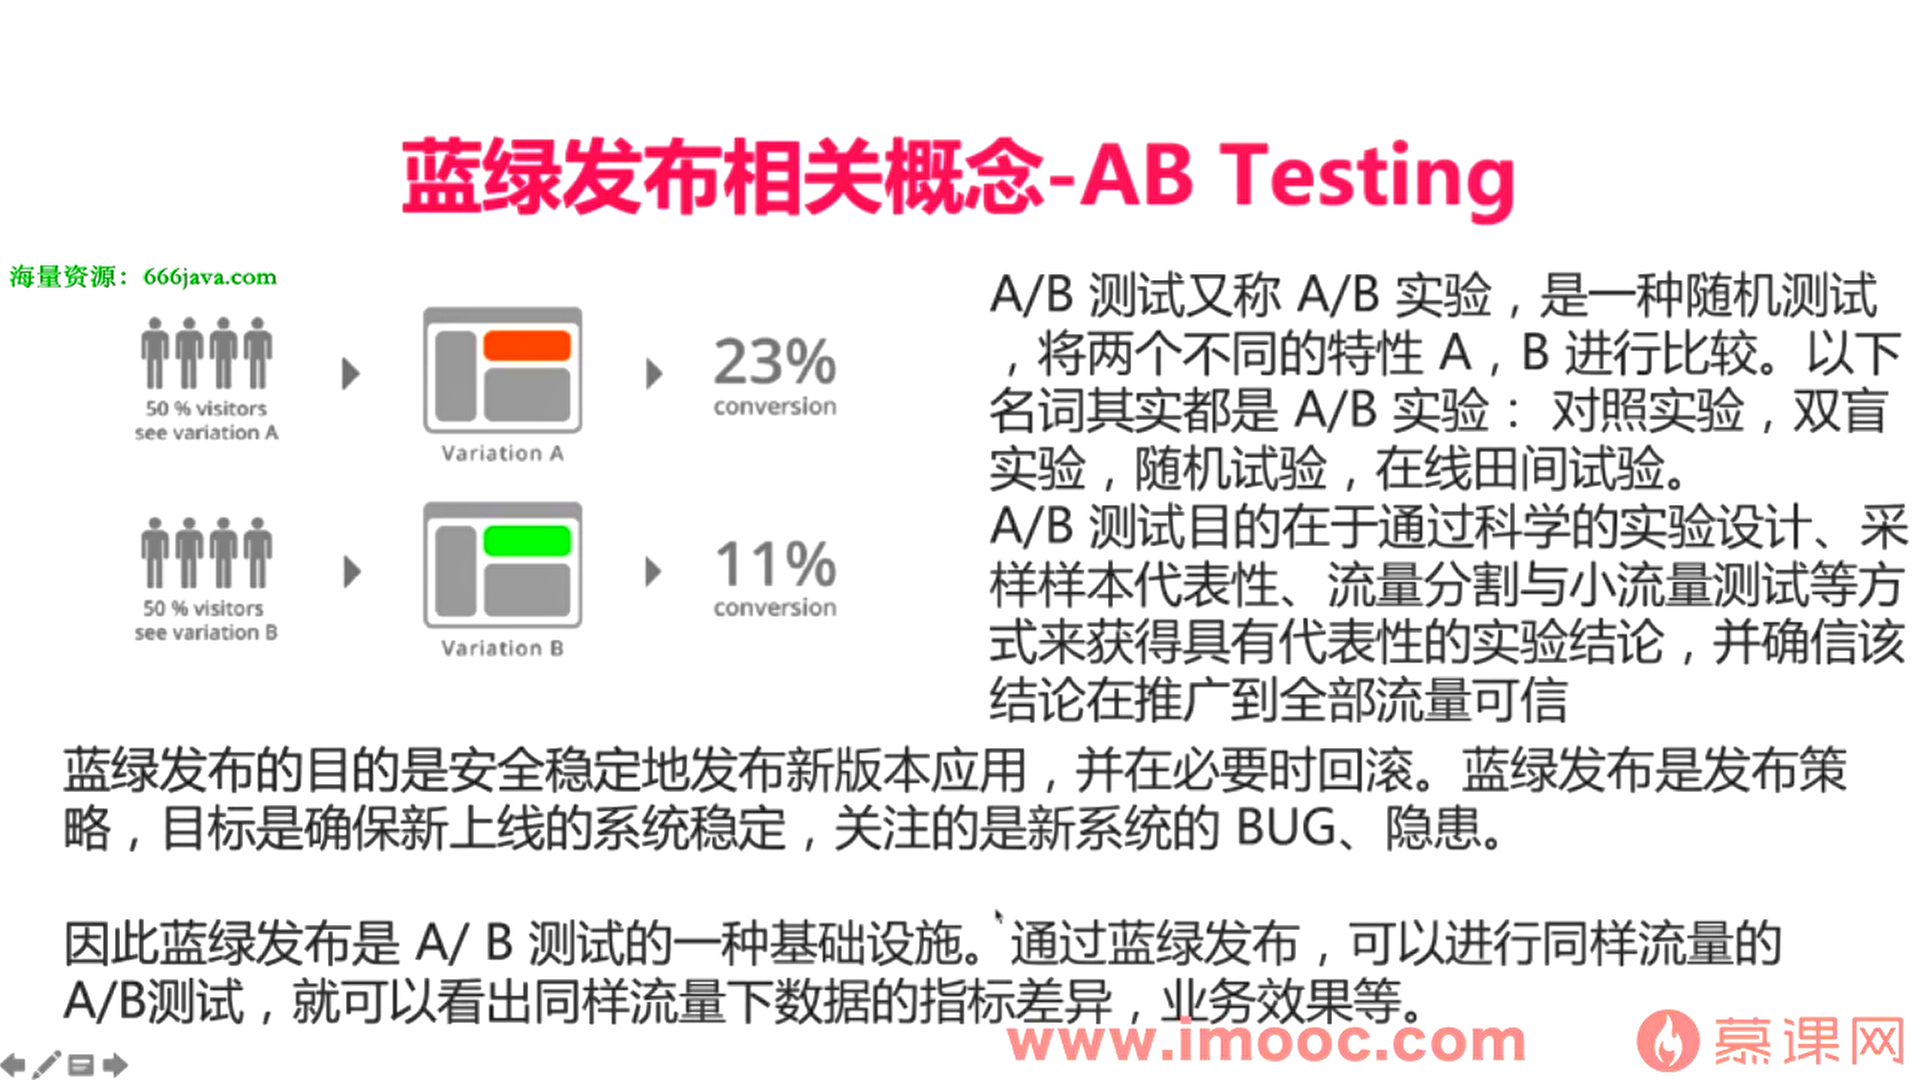 蓝绿发布相关概念-AB Testing
海量资源：666java.com
50 % visitors
see variation A
Variation A
23%
conversion
50 % visitors
see variation B
Variation B
11%
conversion
A/B 测试又称 A/B 实验，是一种随机测试
，将两个不同的特性 A，B 进行比较。以下
名词其实都是 A/B 实验： 对照实验，双盲
实验，随机试验，在线田间试验。
A/B 测试目的在于通过科学的实验设计、采
样样本代表性、流量分割与小流量测试等方
式来获得具有代表性的实验结论，并确信该
结论在推广到全部流量可信
蓝绿发布的目的是安全稳定地发布新版本应用，并在必要时回滚。蓝绿发布是发布策
略，目标是确保新上线的系统稳定，关注的是新系统的 BUG、隐患。
因此蓝绿发布是 A/ B 测试的一种基础设施。通过蓝绿发布，可以进行同样流量的
A/B测试，就可以看出同样流量下数据的指标差异，业务效果等。
www.imooc.com
慕课网